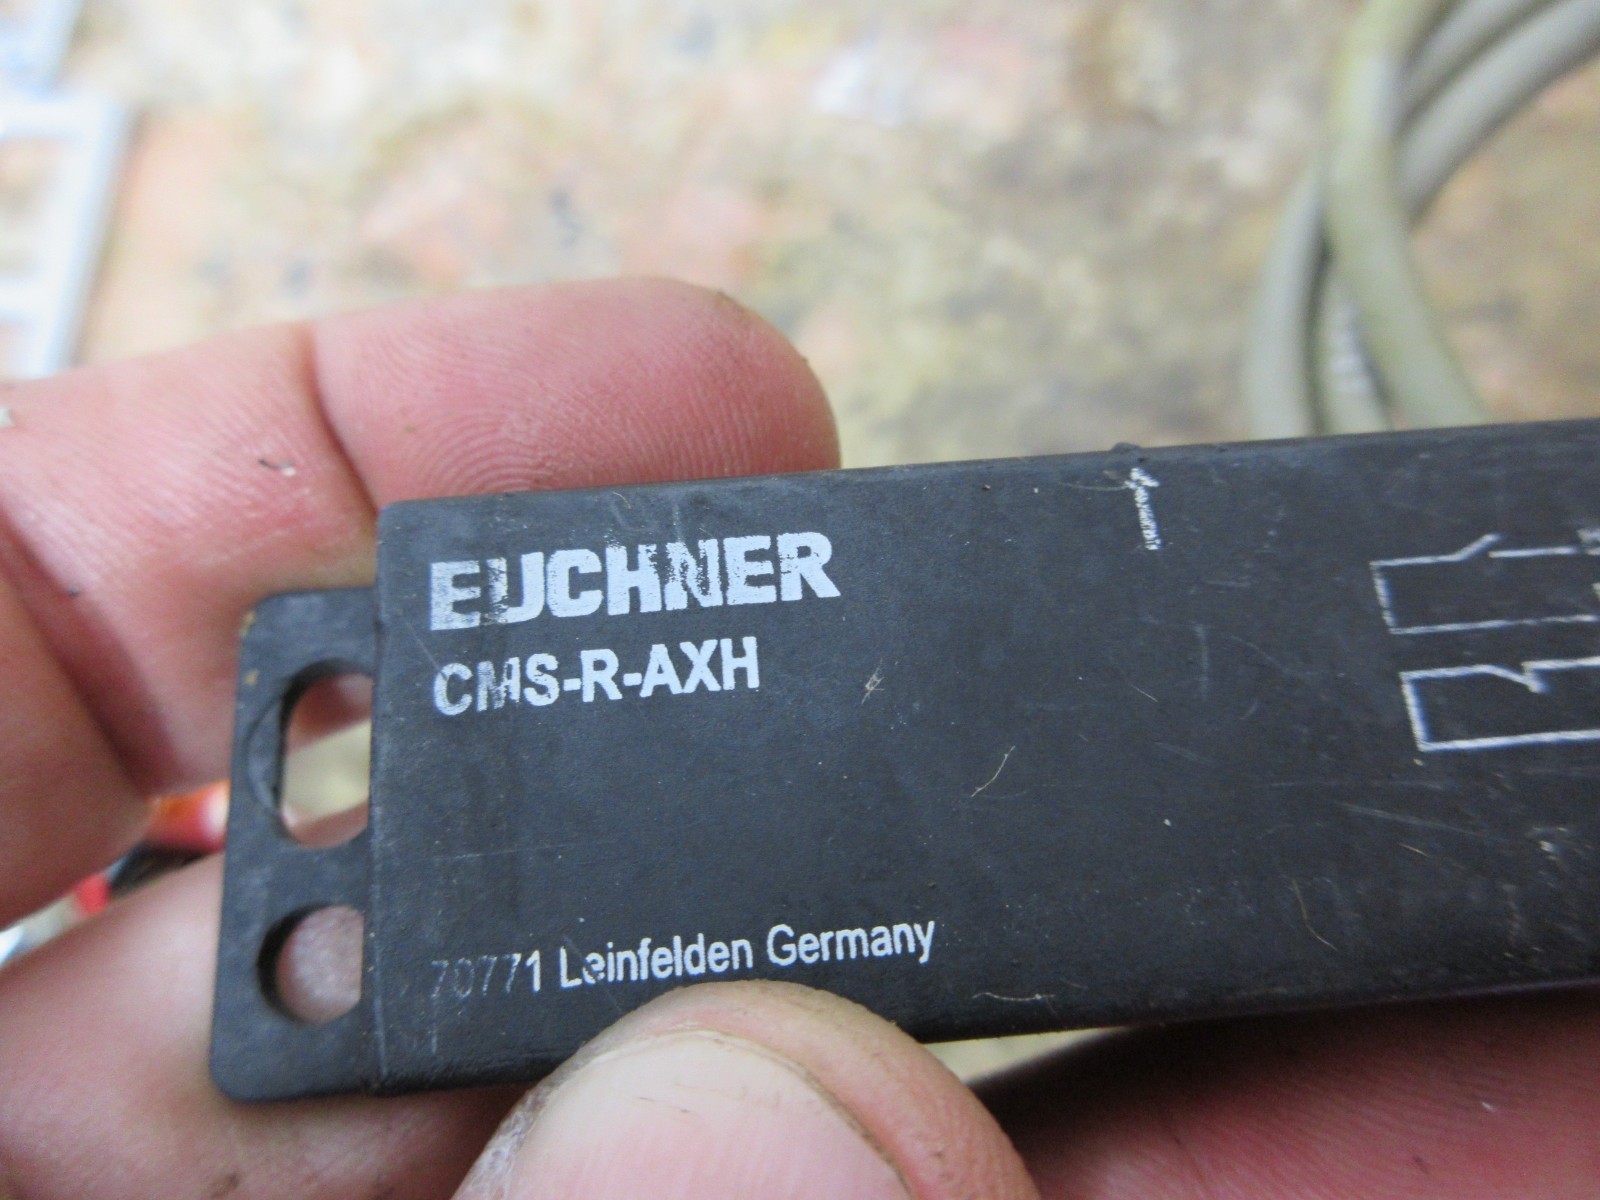 EUCHNER
CMS-R-AXH
70771 Leinfelden Germany